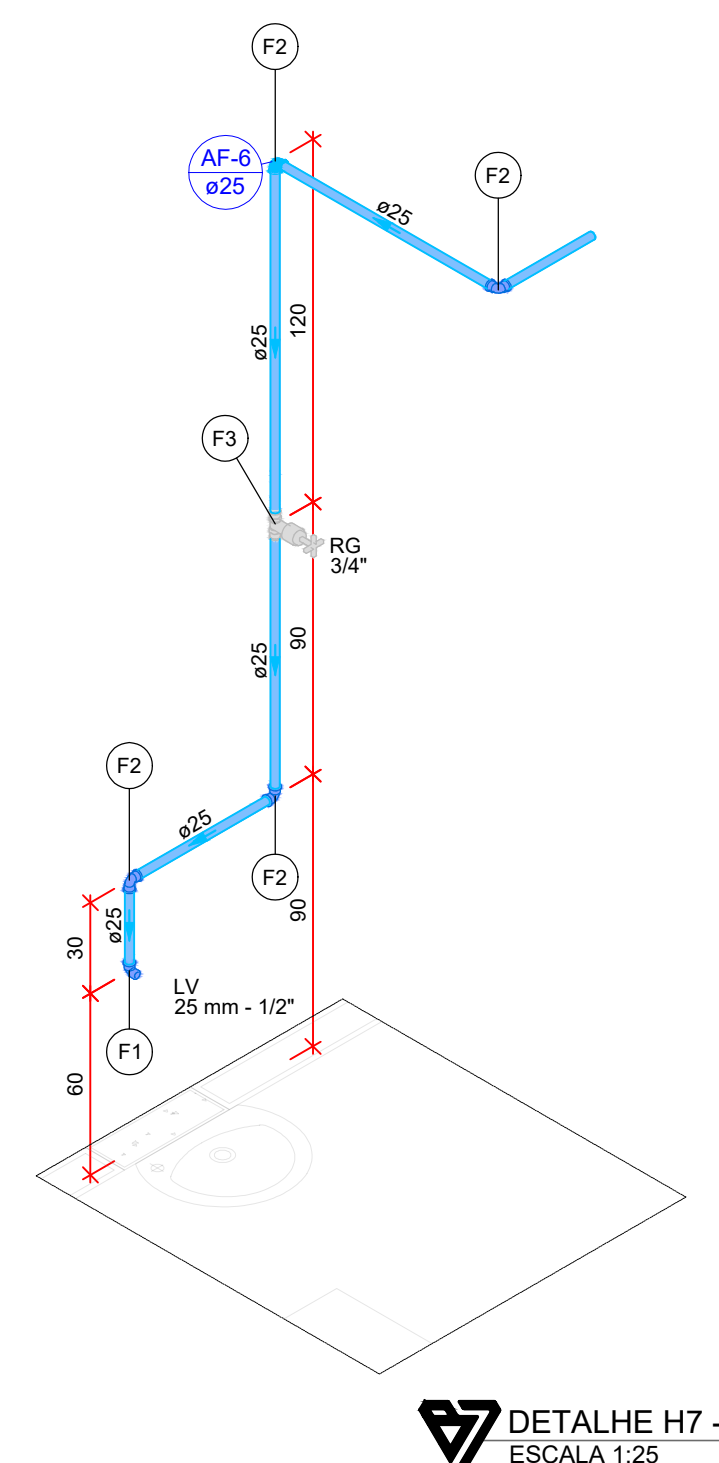 F2
AF-6
ø25
F2
ø25
ø25
120
F3
RG
3/4"
ø25
90
F2
ø25
F2
90
30
ø25
LV
25 mm - 1/2"
F1
60
DETALHE H7 -
ESCALA 1:25